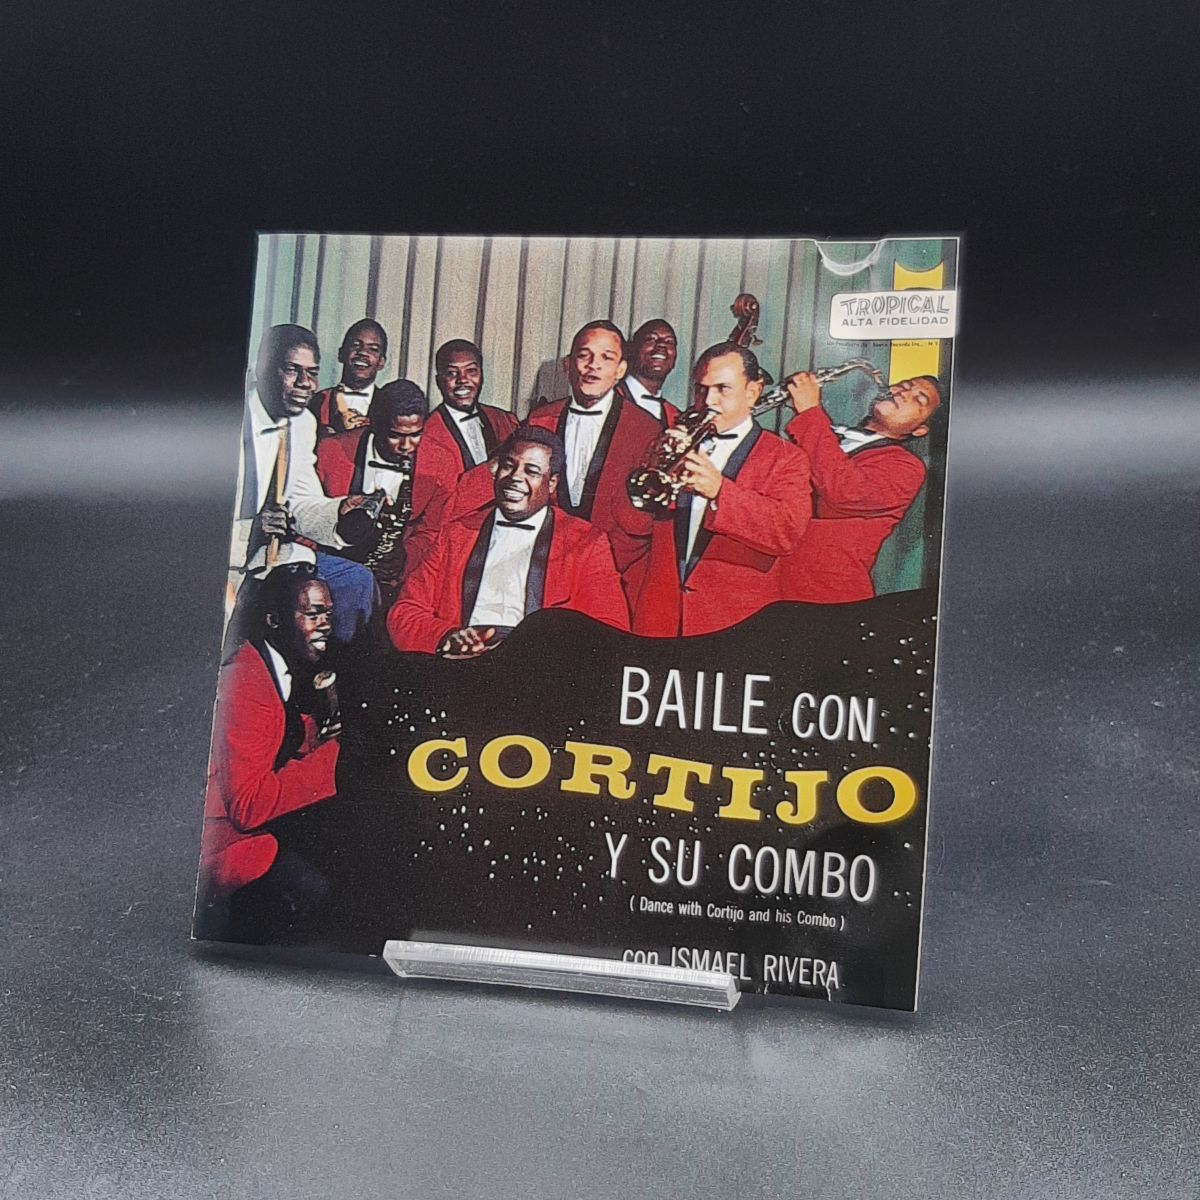 TROPICAL
ALTA FIDELIDAD
BAILE CON
CORTIJO
Y SU COMBO
( Dance with Cortijo and his Combo )
con ISMAEL RIVERA